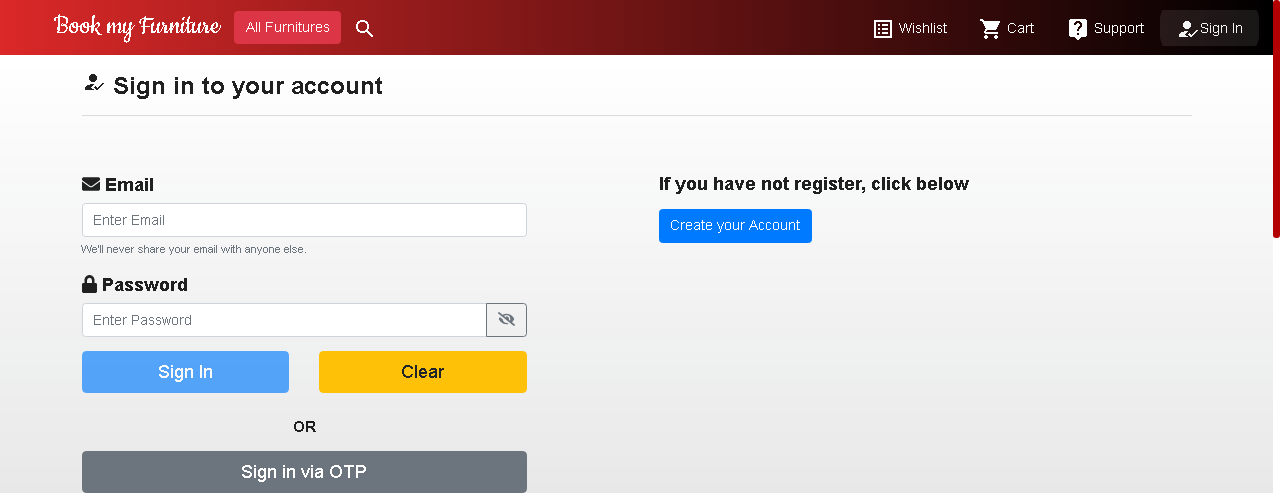 Book my Furniture All Furnitures Wishlist Cart Support Sign In
Sign in to your account
Email
If you have not register, click below
Enter Email
Create your Account
We'll never share your email with anyone else.
Password
Enter Password
Sign In Clear
OR
Sign in via OTP